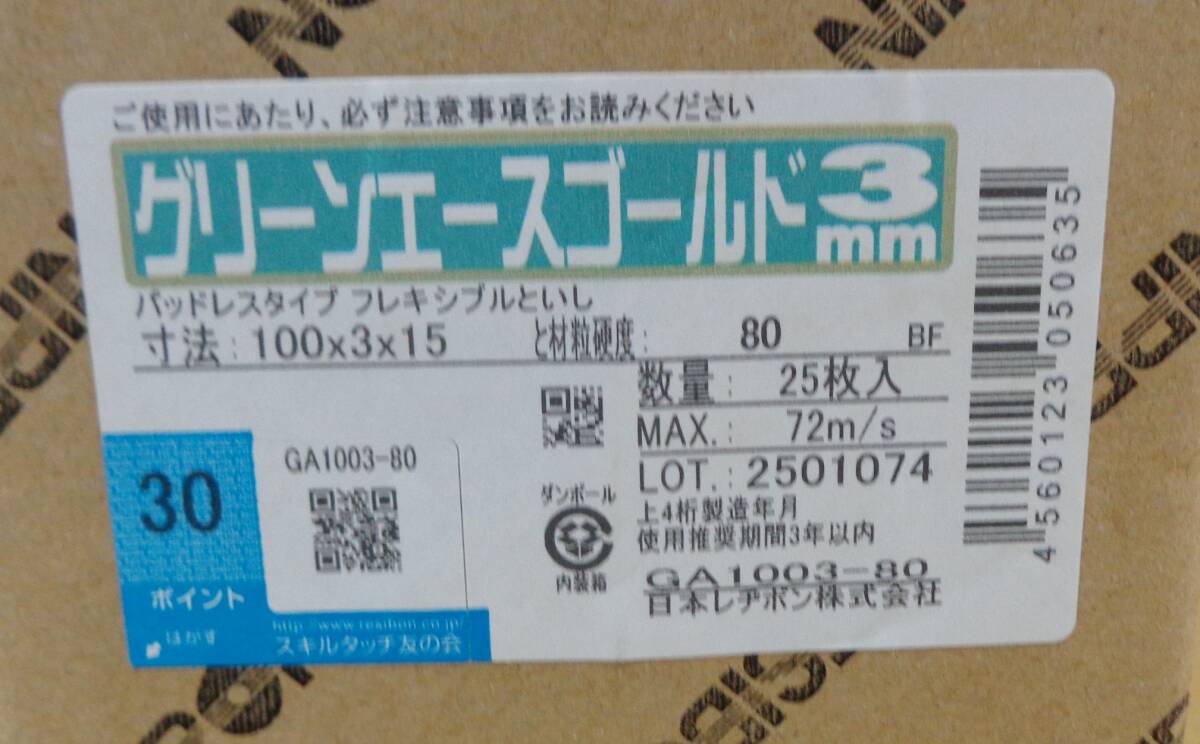 ご使用にあたり、必ず注意事項をお読みください
グリーンエースゴールド3mm
パッドレスタイプ フレキシブルといし
寸法:100x3x15 と材粒硬度: 80 BF
数量: 25枚入
MAX.: 72m/s
LOT.:2501074
上4桁製造年月
使用推奨期間3年以内
GA1003-80
日本レヂボン株式会社
ダンボール
内装箱
GA1003-80
30
ポイント
はがす
http://www.resibon.co.jp/
スキルタッチ友の会
4560123050635